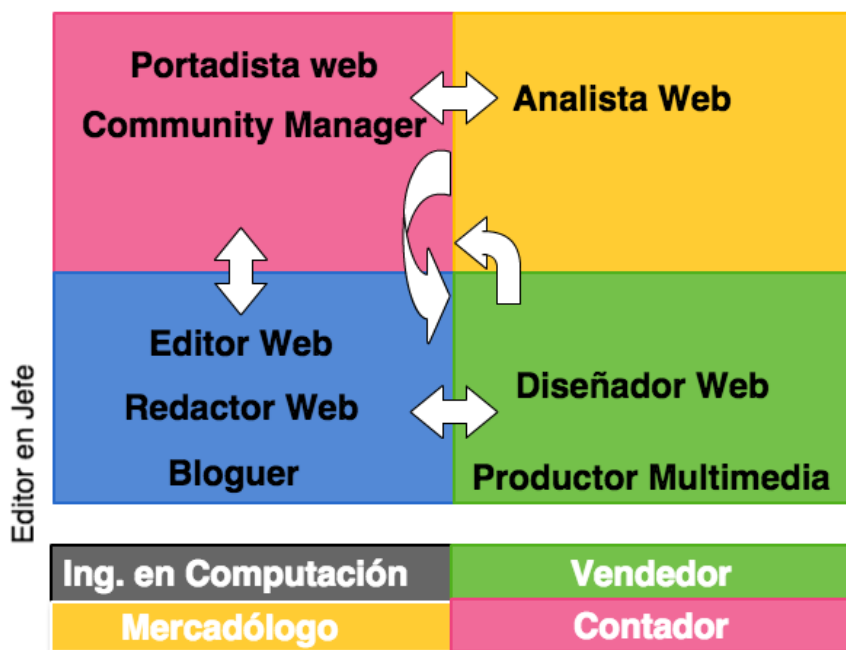 Portadista web
Community Manager
Analista Web
Editor Web
Redactor Web
Bloguer
Diseñador Web
Productor Multimedia
Editor en Jefe
Ing. en Computación
Vendedor
Mercadólogo
Contador